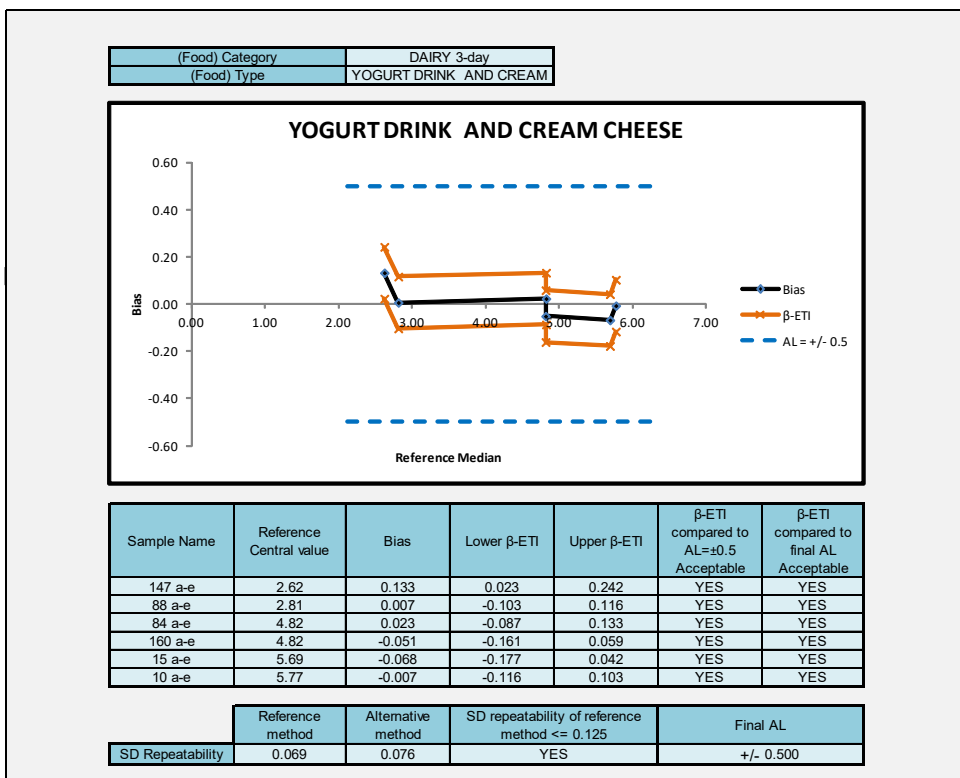 (Food) Category DAIRY 3-day
(Food) Type YOGURT DRINK AND CREAM
YOGURT DRINK AND CREAM CHEESE
0.60
0.40
0.20
0.00
-0.20
-0.40
-0.60
0.00 1.00 2.00 3.00 4.00 5.00 6.00 7.00
Bias
Reference Median
Bias
β-ETI
AL = +/- 0.5
Sample Name Reference Central value Bias Lower β-ETI Upper β-ETI β-ETI compared to AL=±0.5 Acceptable β-ETI compared to final AL Acceptable
147 a-e 2.62 0.133 0.023 0.242 YES YES
88 a-e 2.81 0.007 -0.103 0.116 YES YES
84 a-e 4.82 0.023 -0.087 0.133 YES YES
160 a-e 4.82 -0.051 -0.161 0.059 YES YES
15 a-e 5.69 -0.068 -0.177 0.042 YES YES
10 a-e 5.77 -0.007 -0.116 0.103 YES YES
Reference method Alternative method SD repeatability of reference method <= 0.125 Final AL
SD Repeatability 0.069 0.076 YES +/- 0.500